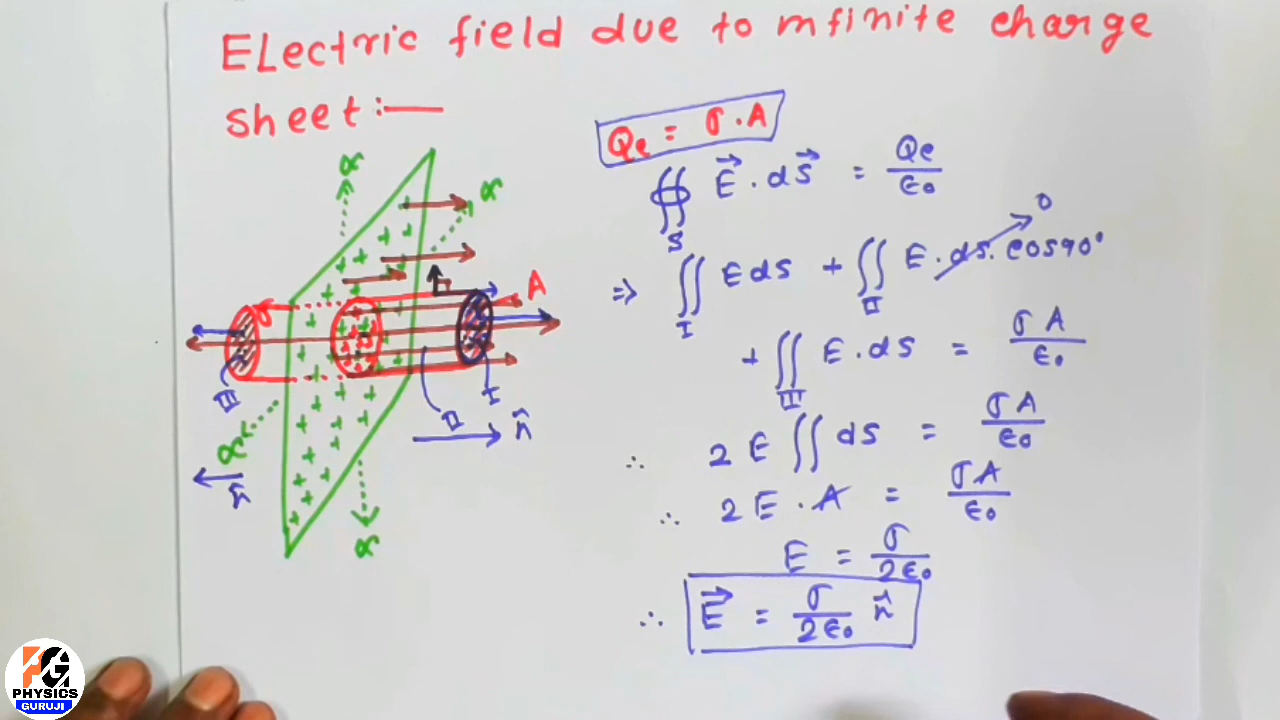 Electric field due to infinite charge
sheet:—
Qe = σ.A
∯S E⃗.dS⃗ = Qe/ε0
⇒ ∬I E ds + ∬II E.ds.cos90° → 0
+ ∬III E.ds = σA/ε0
∴ 2E ∬ ds = σA/ε0
∴ 2E.A = σA/ε0
E = σ/2ε0
∴ E⃗ = σ/2ε0 n̂
∝
∝
σ
A
III
II
I
n̂
∝
n̂
∝
PG
PHYSICS
GURUJI